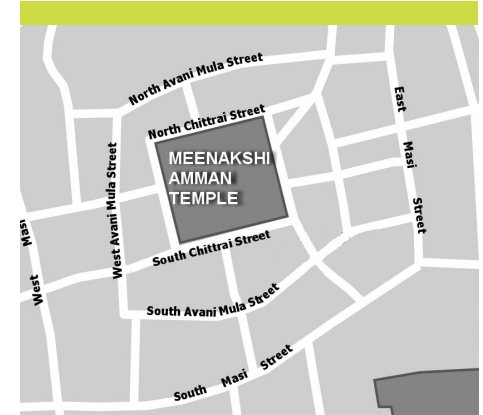 North Avani Mula Street
North Chittrai Street
East Masi Street
MEENAKSHI
AMMAN
TEMPLE
West Avani Mula Street
West Masi
South Chittrai Street
South Avani Mula Street
South Masi Street